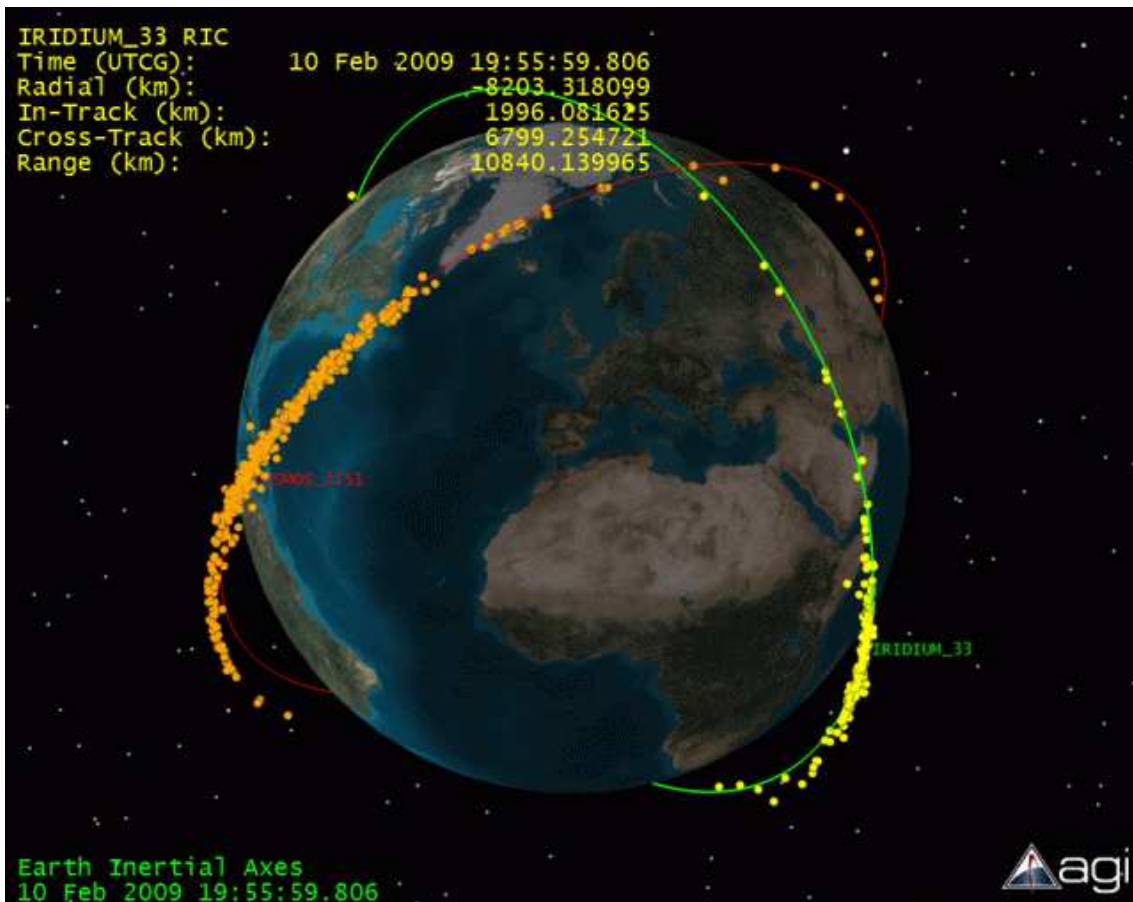 IRIDIUM_33 RIC
Time (UTCG): 10 Feb 2009 19:55:59.806
Radial (km): -8203.318099
In-Track (km): 1996.081625
Cross-Track (km): 6799.254721
Range (km): 10840.139965
IRIDIUM_33
Earth Inertial Axes
10 Feb 2009 19:55:59.806
agi